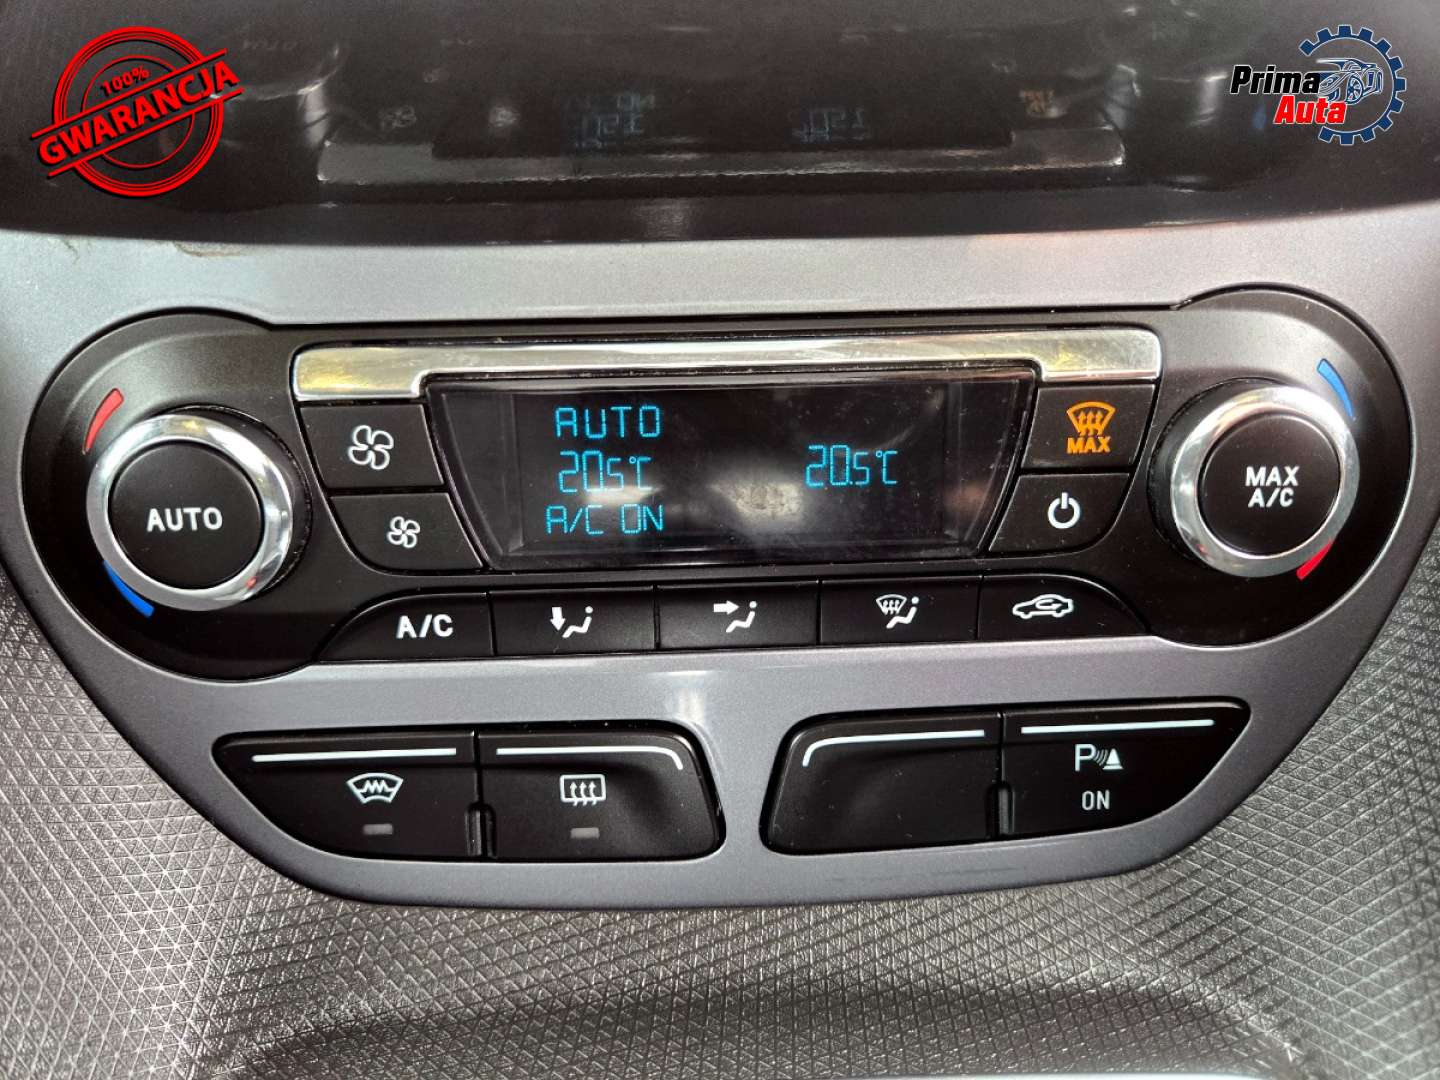 100%
GWARANCJA
Prima
Auta
AUTO
20.5°C
20.5°C
A/C ON
MAX
AUTO
MAX
A/C
A/C
P
ON